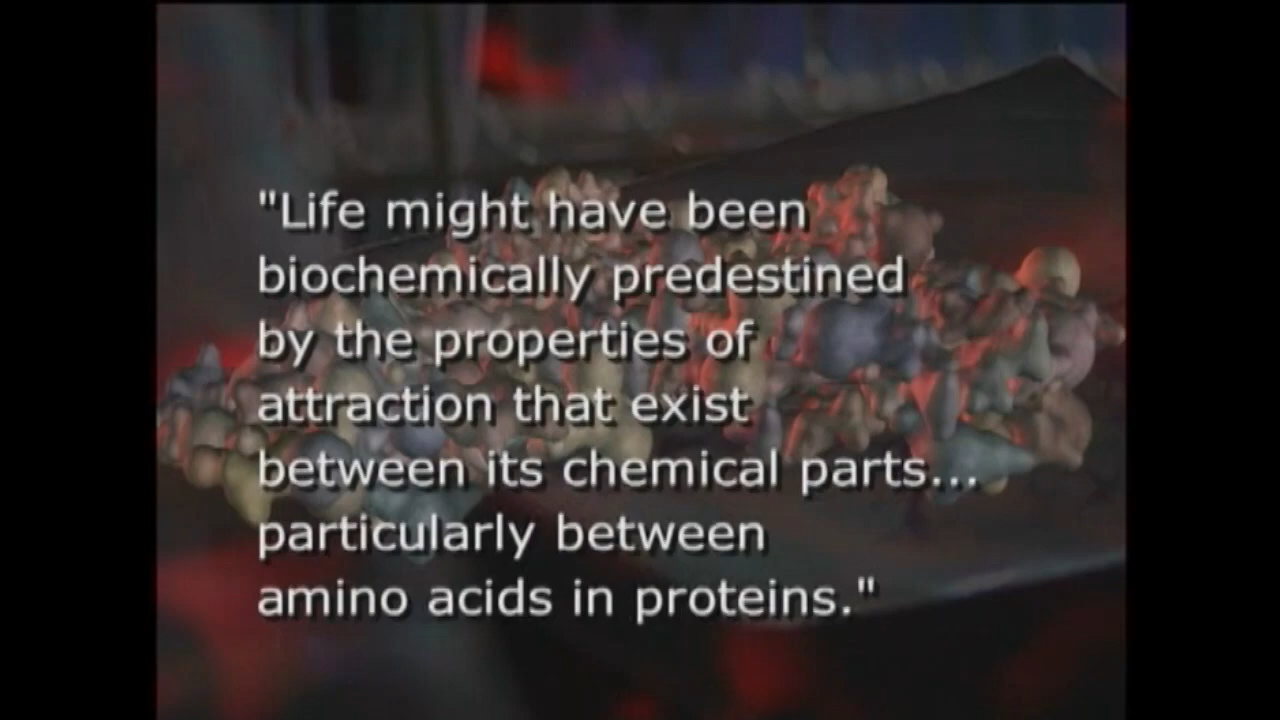 "Life might have been
biochemically predestined
by the properties of
attraction that exist
between its chemical parts...
particularly between
amino acids in proteins."